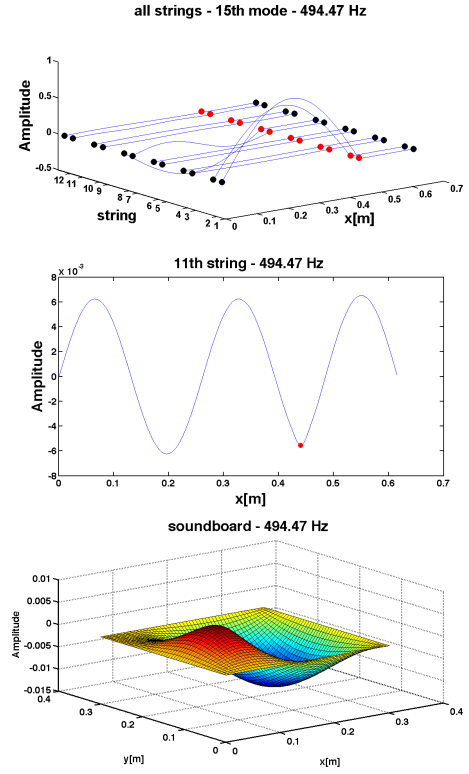 all strings - 15th mode - 494.47 Hz
1
0.5
0
-0.5
Amplitude
12 11 10 9 8 7 6 5 4 3 2 1
string
0 0.1 0.2 0.3 0.4 0.5 0.6 0.7
x[m]
11th string - 494.47 Hz
x 10⁻³
8
6
4
2
0
-2
-4
-6
-8
Amplitude
0 0.1 0.2 0.3 0.4 0.5 0.6 0.7
x[m]
soundboard - 494.47 Hz
0.01
0.005
0
-0.005
-0.01
-0.015
Amplitude
0.4 0.3 0.2 0.1 0
y[m]
0 0.1 0.2 0.3 0.4
x[m]